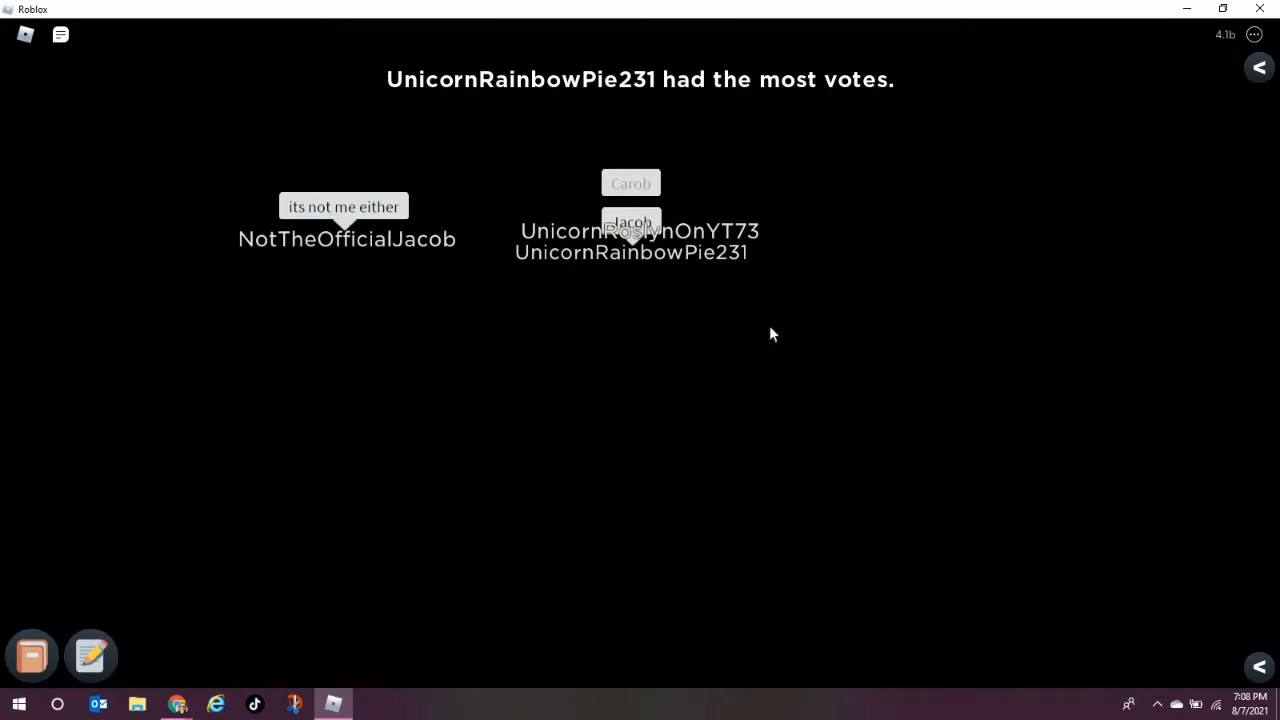 Roblox
4.1b
UnicornRainbowPie231 had the most votes.
Carob
its not me either
Jacob
NotTheOfficialJacob
UnicornRoslynOnYT73
UnicornRainbowPie231
7:08 PM
8/7/2021